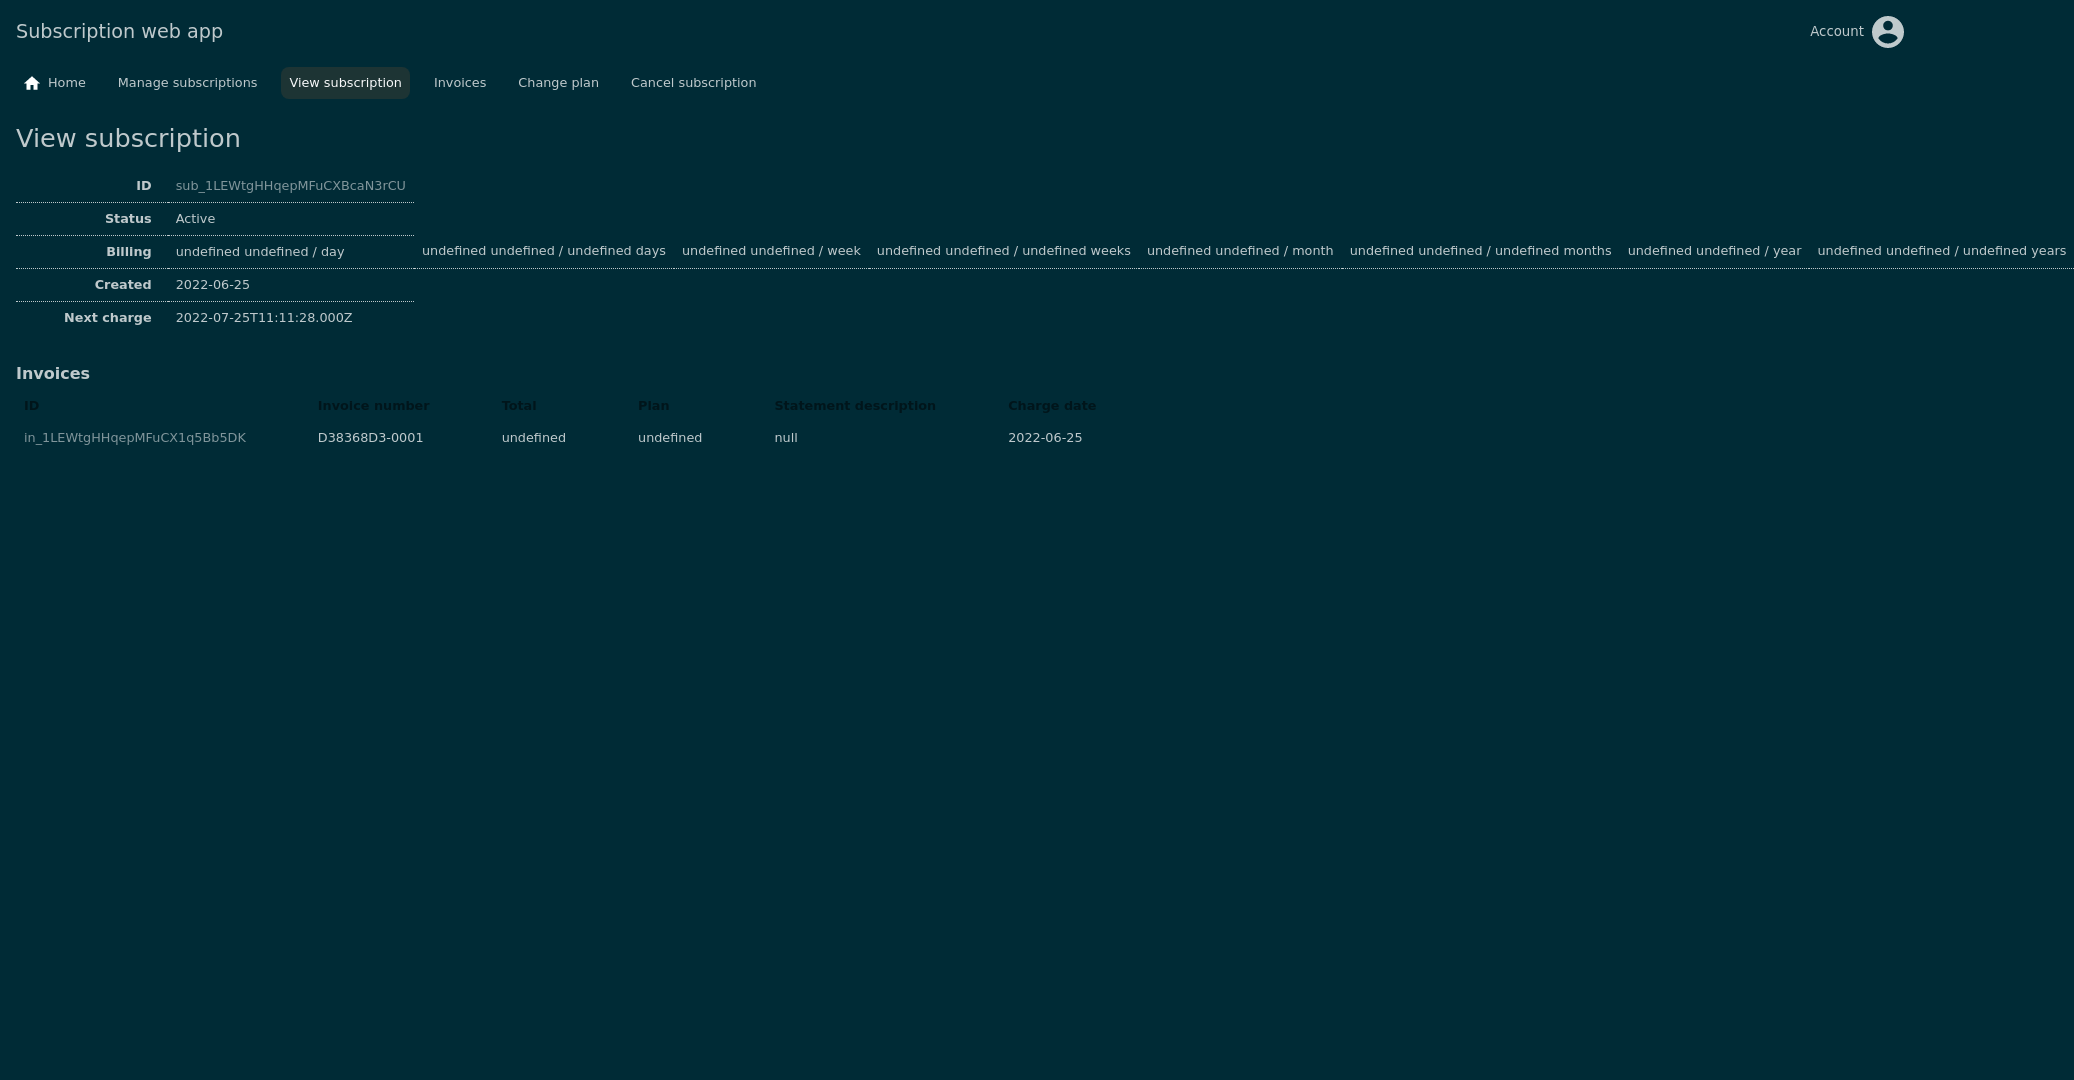 Subscription web app Account
Home Manage subscriptions View subscription Invoices Change plan Cancel subscription
View subscription
ID sub_1LEWtgHHqepMFuCXBcaN3rCU
Status Active
Billing undefined undefined / day undefined undefined / undefined days undefined undefined / week undefined undefined / undefined weeks undefined undefined / month undefined undefined / undefined months undefined undefined / year undefined undefined / undefined years
Created 2022-06-25
Next charge 2022-07-25T11:11:28.000Z
Invoices
ID Invoice number Total Plan Statement description Charge date
in_1LEWtgHHqepMFuCX1q5Bb5DK D38368D3-0001 undefined undefined null 2022-06-25